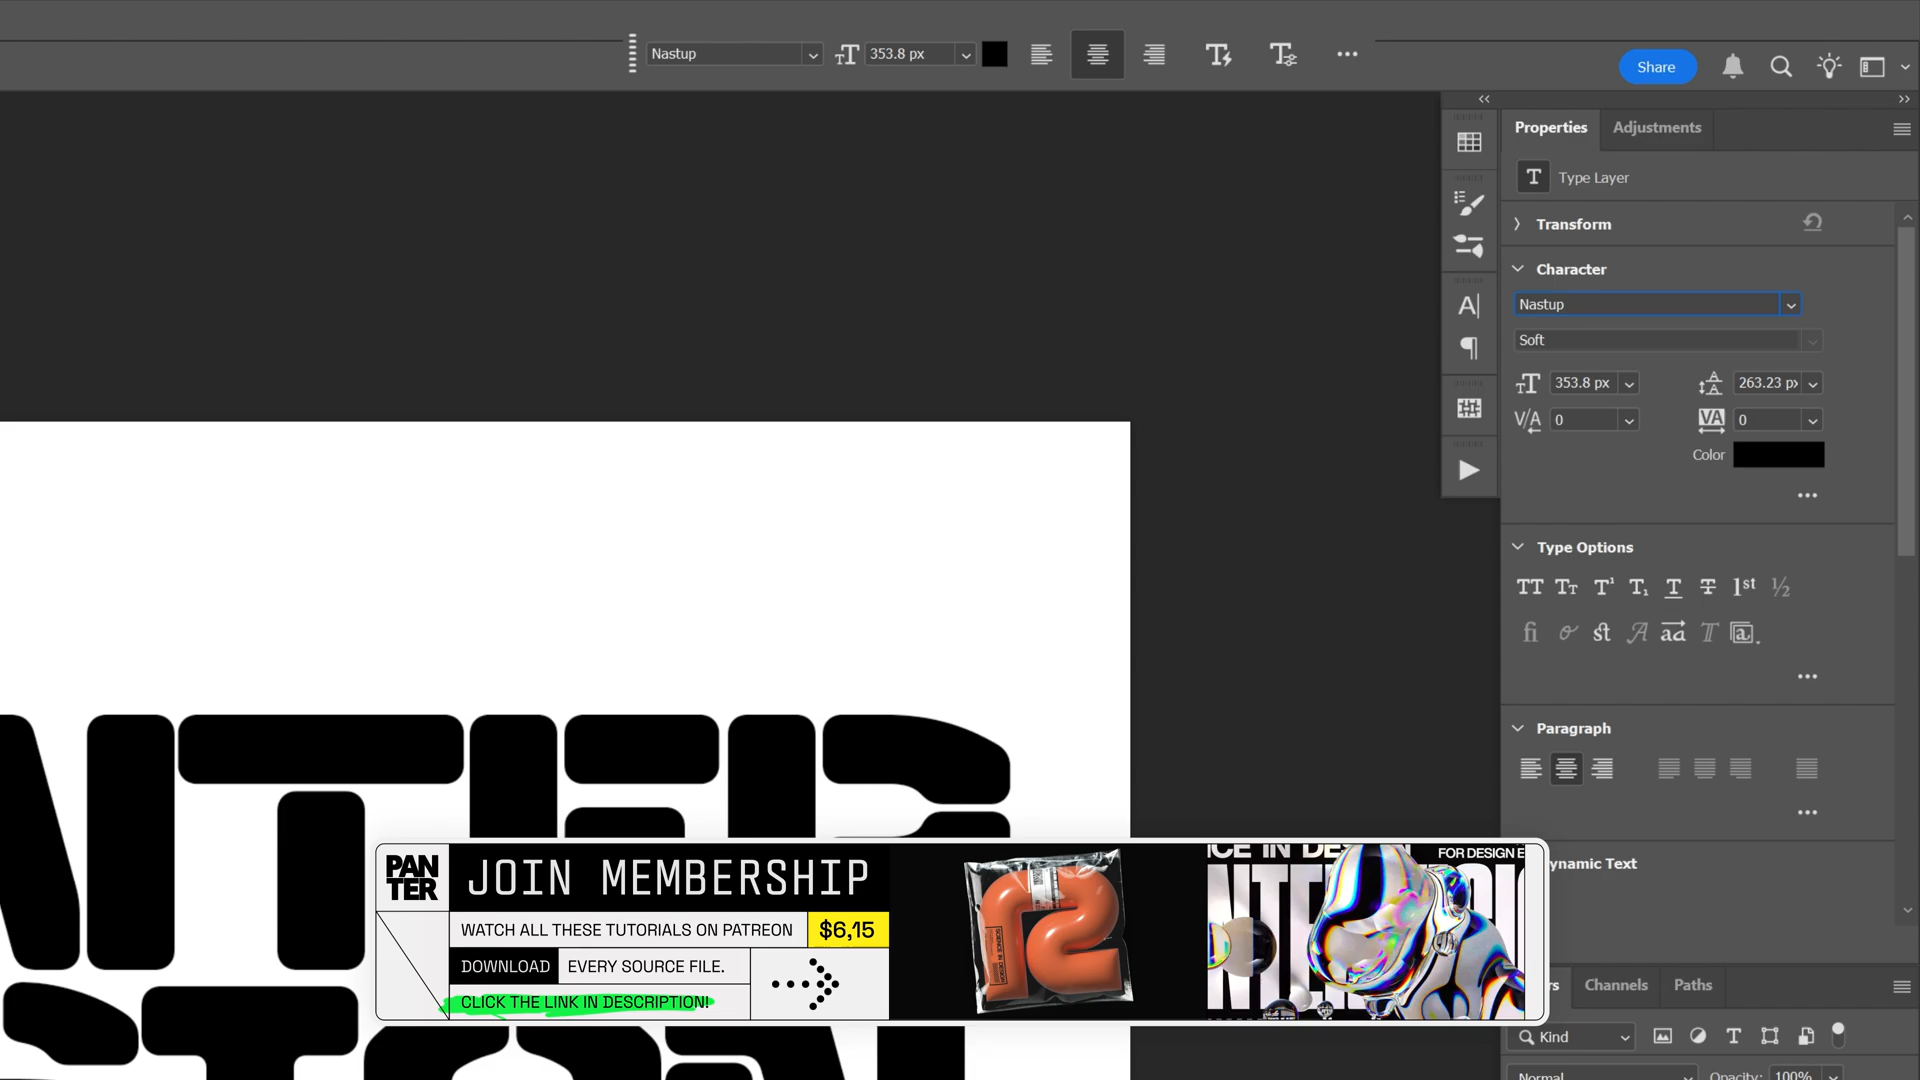 Nastup
353.8 px
Share
Properties
Adjustments
Type Layer
Transform
Character
Nastup
Soft
353.8 px
263.23 px
0
0
Color
Type Options
Paragraph
NTER
PAN
TER
JOIN MEMBERSHIP
WATCH ALL THESE TUTORIALS ON PATREON
$6,15
DOWNLOAD
EVERY SOURCE FILE.
CLICK THE LINK IN DESCRIPTION!
FOR DESIGN E
ynamic Text
rs
Channels
Paths
Kind
Normal
Opacity:
100%